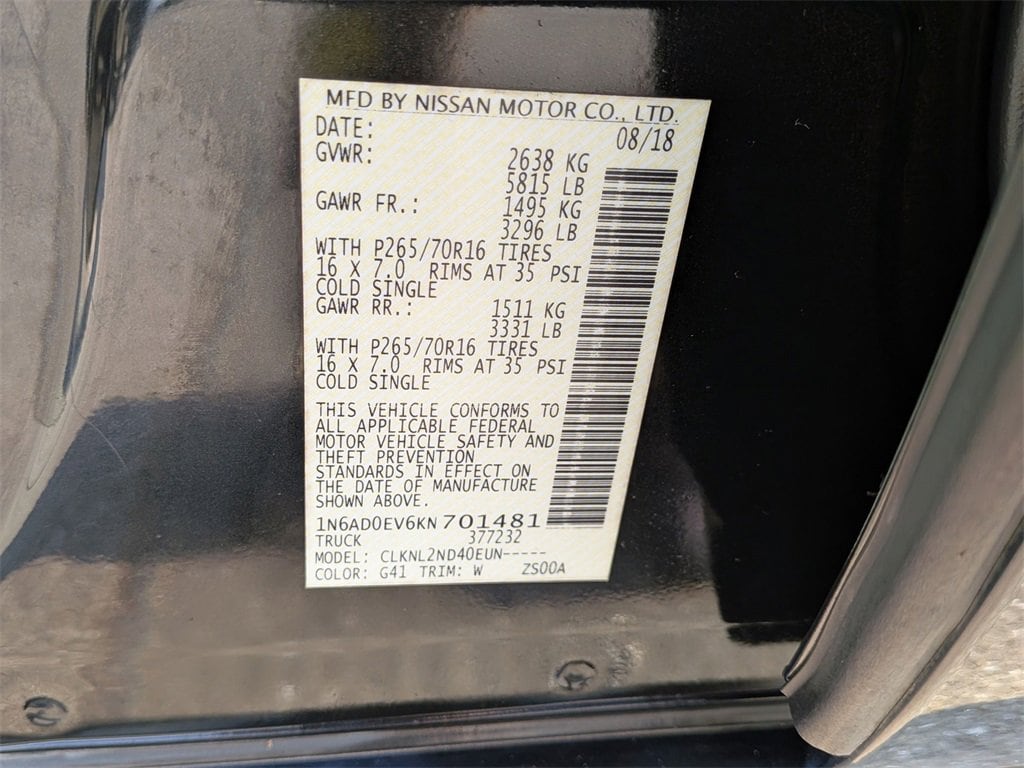 MFD BY NISSAN MOTOR CO., LTD.
DATE: 08/18
GVWR: 2638 KG
5815 LB
GAWR FR.: 1495 KG
3296 LB
WITH P265/70R16 TIRES
16 X 7.0 RIMS AT 35 PSI
COLD SINGLE
GAWR RR.: 1511 KG
3331 LB
WITH P265/70R16 TIRES
16 X 7.0 RIMS AT 35 PSI
COLD SINGLE
THIS VEHICLE CONFORMS TO
ALL APPLICABLE FEDERAL
MOTOR VEHICLE SAFETY AND
THEFT PREVENTION
STANDARDS IN EFFECT ON
THE DATE OF MANUFACTURE
SHOWN ABOVE.
1N6AD0EV6KN 701481
TRUCK 377232
MODEL: CLKNL2ND40EUN-----
COLOR: G41 TRIM: W ZS00A